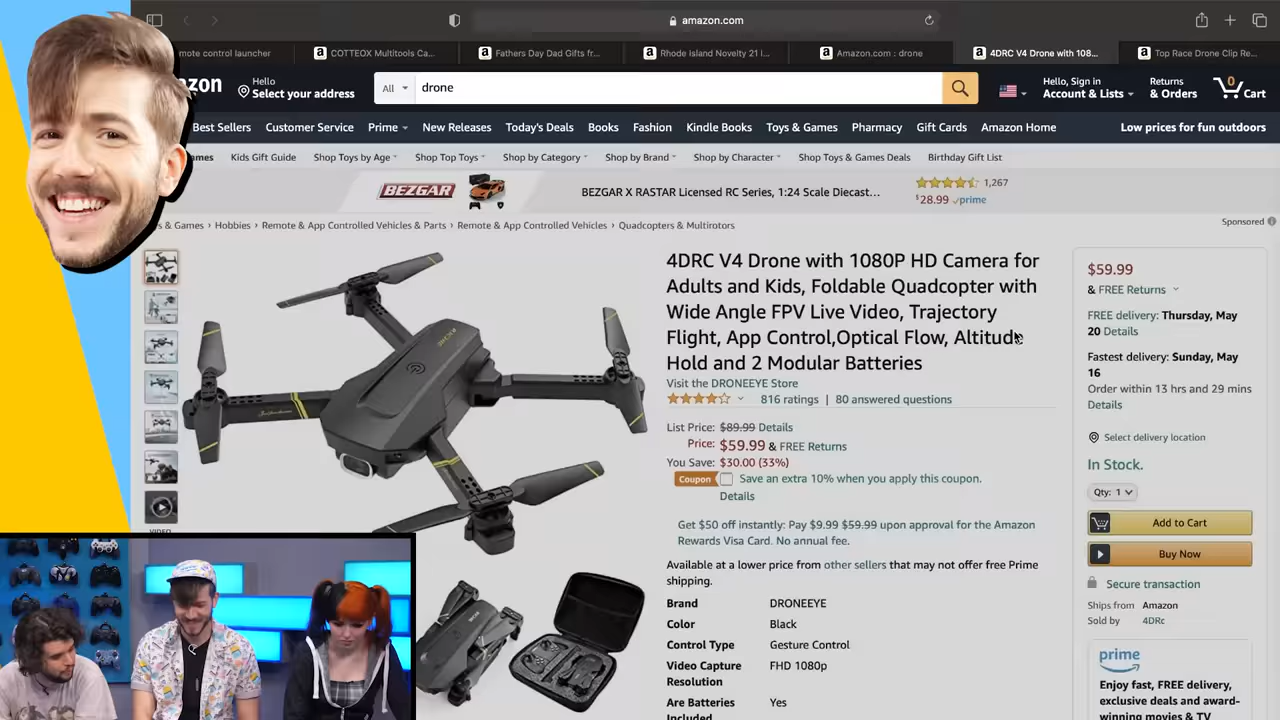 amazon.com
mote control launcher
COTTEOX Multitools Ca...
Fathers Day Dad Gifts fr...
Rhode Island Novelty 21 I...
Amazon.com : drone
4DRC V4 Drone with 108...
Top Race Drone Clip Re...
zon
Hello
Select your address
All
drone
Hello, Sign in
Account & Lists
Returns
& Orders
0
Cart
Best Sellers
Customer Service
Prime
New Releases
Today's Deals
Books
Fashion
Kindle Books
Toys & Games
Pharmacy
Gift Cards
Amazon Home
Low prices for fun outdoors
ames
Kids Gift Guide
Shop Toys by Age
Shop Top Toys
Shop by Category
Shop by Brand
Shop by Character
Shop Toys & Games Deals
Birthday Gift List
BEZGAR
BEZGAR X RASTAR Licensed RC Series, 1:24 Scale Diecast...
1,267
$28.99 prime
Sponsored
s & Games › Hobbies › Remote & App Controlled Vehicles & Parts › Remote & App Controlled Vehicles › Quadcopters & Multirotors
4DRC V4 Drone with 1080P HD Camera for
Adults and Kids, Foldable Quadcopter with
Wide Angle FPV Live Video, Trajectory
Flight, App Control,Optical Flow, Altitude
Hold and 2 Modular Batteries
Visit the DRONEEYE Store
816 ratings | 80 answered questions
List Price: $89.99 Details
Price: $59.99 & FREE Returns
You Save: $30.00 (33%)
Coupon Save an extra 10% when you apply this coupon.
Details
Get $50 off instantly: Pay $9.99 $59.99 upon approval for the Amazon
Rewards Visa Card. No annual fee.
Available at a lower price from other sellers that may not offer free Prime
shipping.
Brand DRONEEYE
Color Black
Control Type Gesture Control
Video Capture FHD 1080p
Resolution
Are Batteries Yes
Included
VIDEO
$59.99
& FREE Returns
FREE delivery: Thursday, May
20 Details
Fastest delivery: Sunday, May
16
Order within 13 hrs and 29 mins
Details
Select delivery location
In Stock.
Qty: 1
Add to Cart
Buy Now
Secure transaction
Ships from Amazon
Sold by 4DRc
prime
Enjoy fast, FREE delivery,
exclusive deals and award-
winning movies & TV